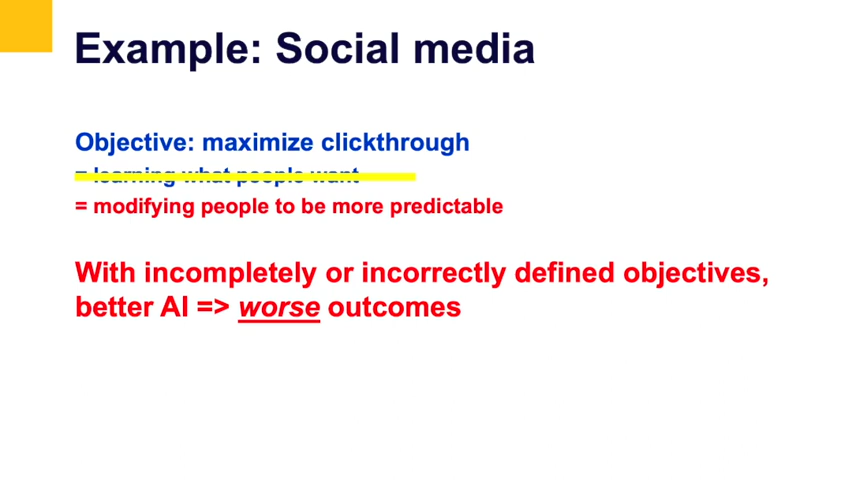 Example: Social media
Objective: maximize clickthrough
= learning what people want
= modifying people to be more predictable
With incompletely or incorrectly defined objectives,
better AI => worse outcomes